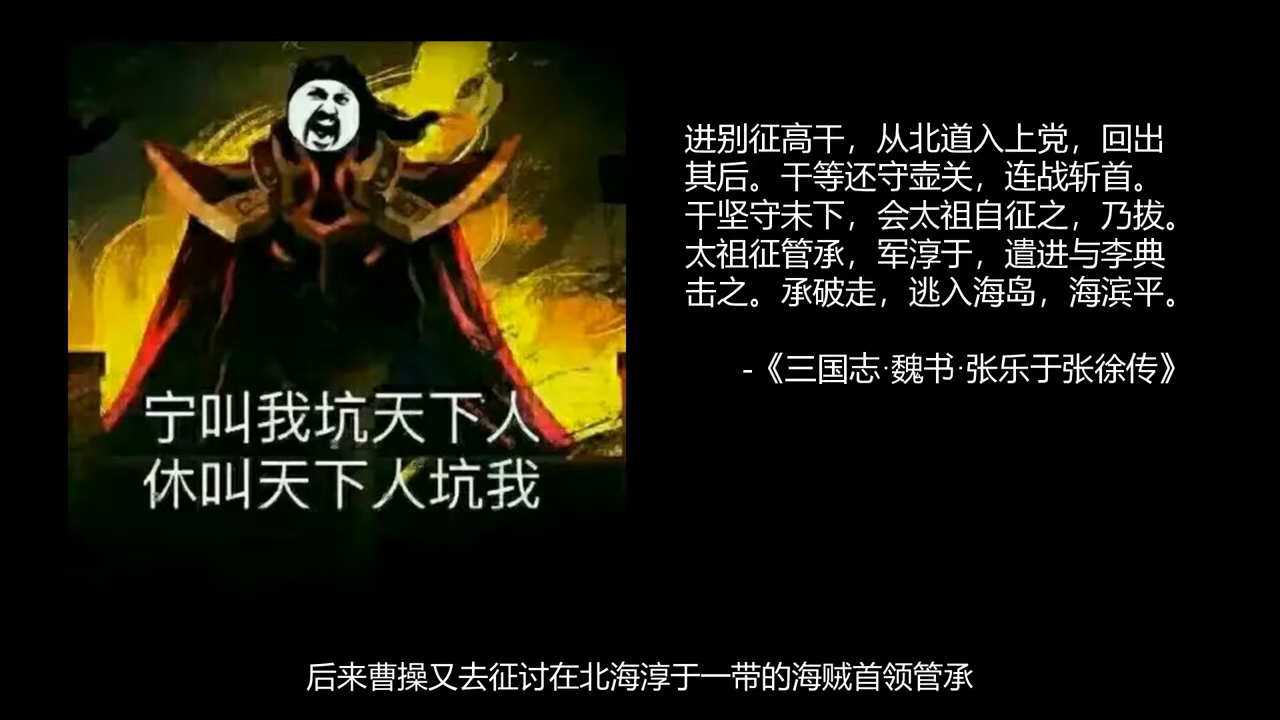 宁叫我坑天下人
休叫天下人坑我
进别征高干，从北道入上党，回出
其后。干等还守壶关，连战斩首。
干坚守未下，会太祖自征之，乃拔。
太祖征管承，军淳于，遣进与李典
击之。承破走，逃入海岛，海滨平。
-《三国志·魏书·张乐于张徐传》
后来曹操又去征讨在北海淳于一带的海贼首领管承